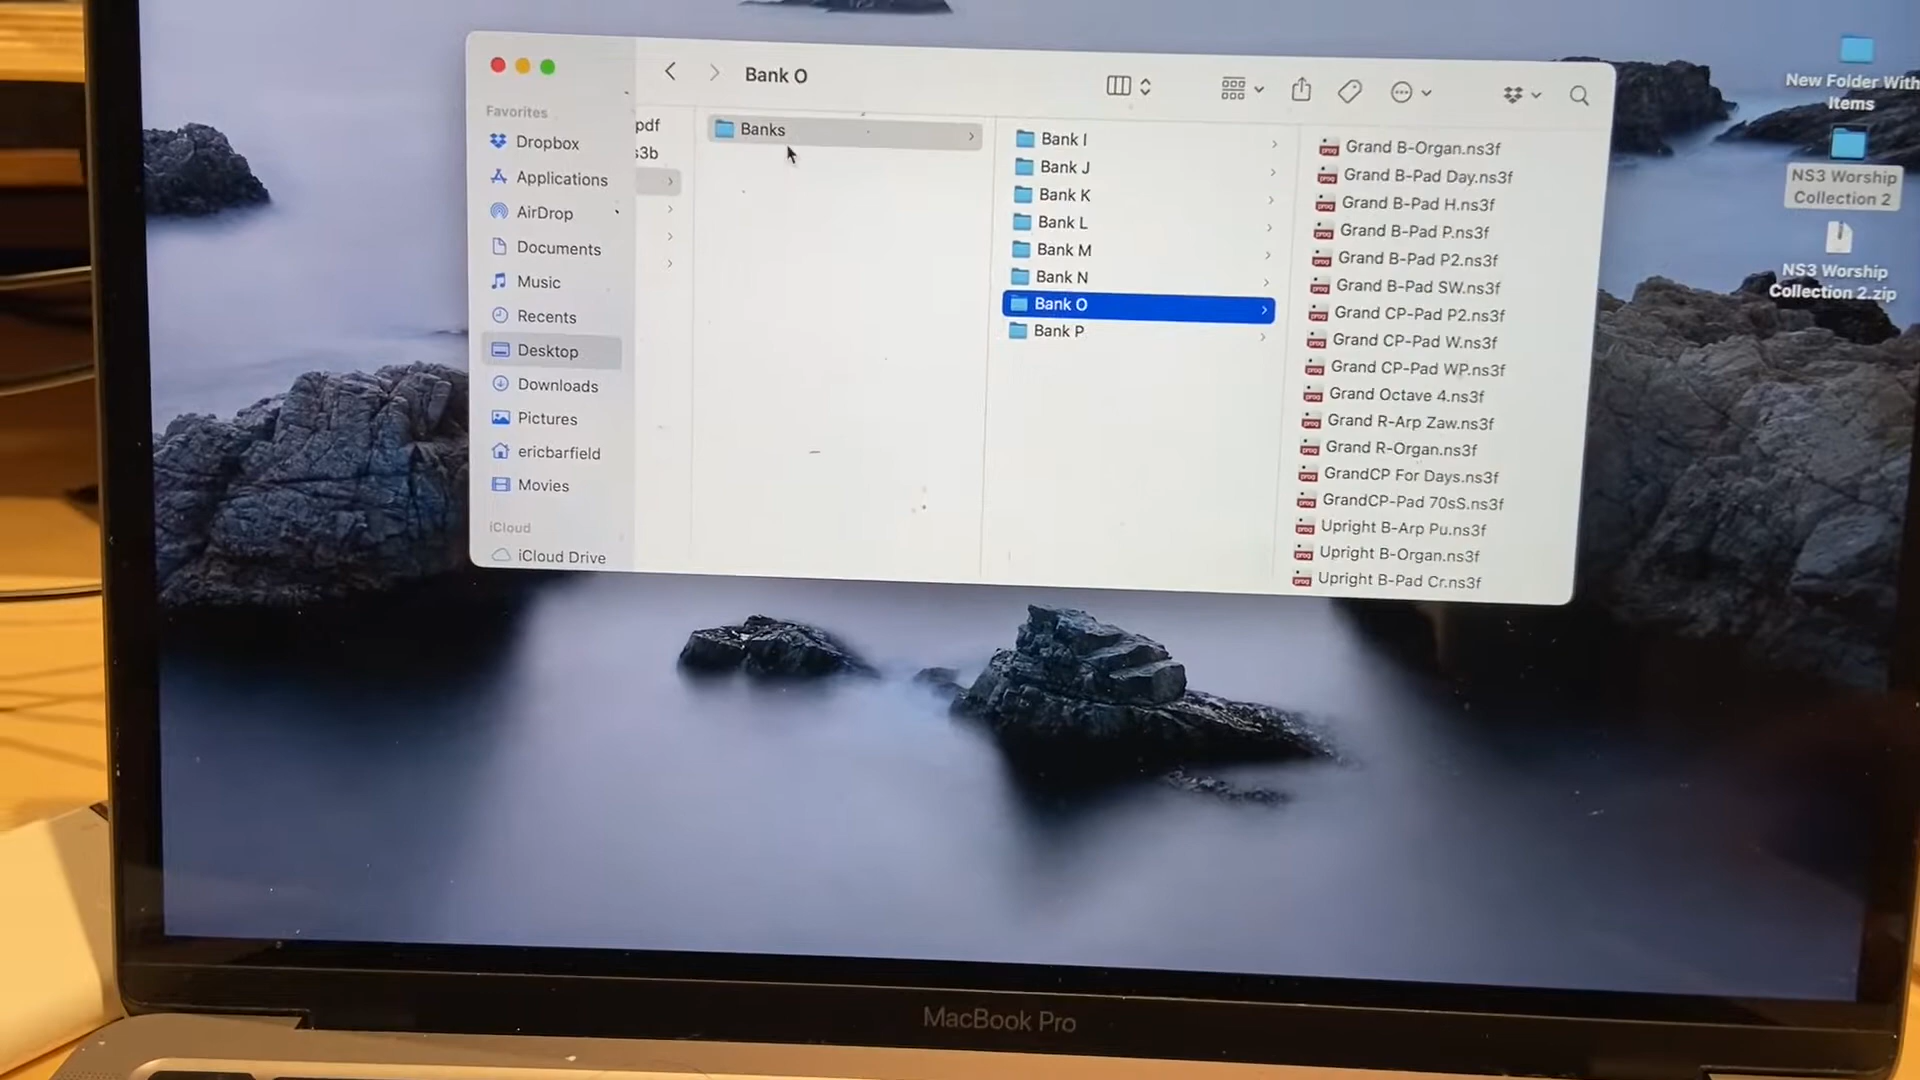 Bank O
Favorites
Dropbox
Applications
AirDrop
Documents
Music
Recents
Desktop
Downloads
Pictures
ericbarfield
Movies
iCloud
iCloud Drive
pdf
s3b
Banks
Bank I
Bank J
Bank K
Bank L
Bank M
Bank N
Bank O
Bank P
Grand B-Organ.ns3f
Grand B-Pad Day.ns3f
Grand B-Pad H.ns3f
Grand B-Pad P.ns3f
Grand B-Pad P2.ns3f
Grand B-Pad SW.ns3f
Grand CP-Pad P2.ns3f
Grand CP-Pad W.ns3f
Grand CP-Pad WP.ns3f
Grand Octave 4.ns3f
Grand R-Arp Zaw.ns3f
Grand R-Organ.ns3f
GrandCP For Days.ns3f
GrandCP-Pad 70sS.ns3f
Upright B-Arp Pu.ns3f
Upright B-Organ.ns3f
Upright B-Pad Cr.ns3f
New Folder With
Items
NS3 Worship
Collection 2
NS3 Worship
Collection 2.zip
MacBook Pro